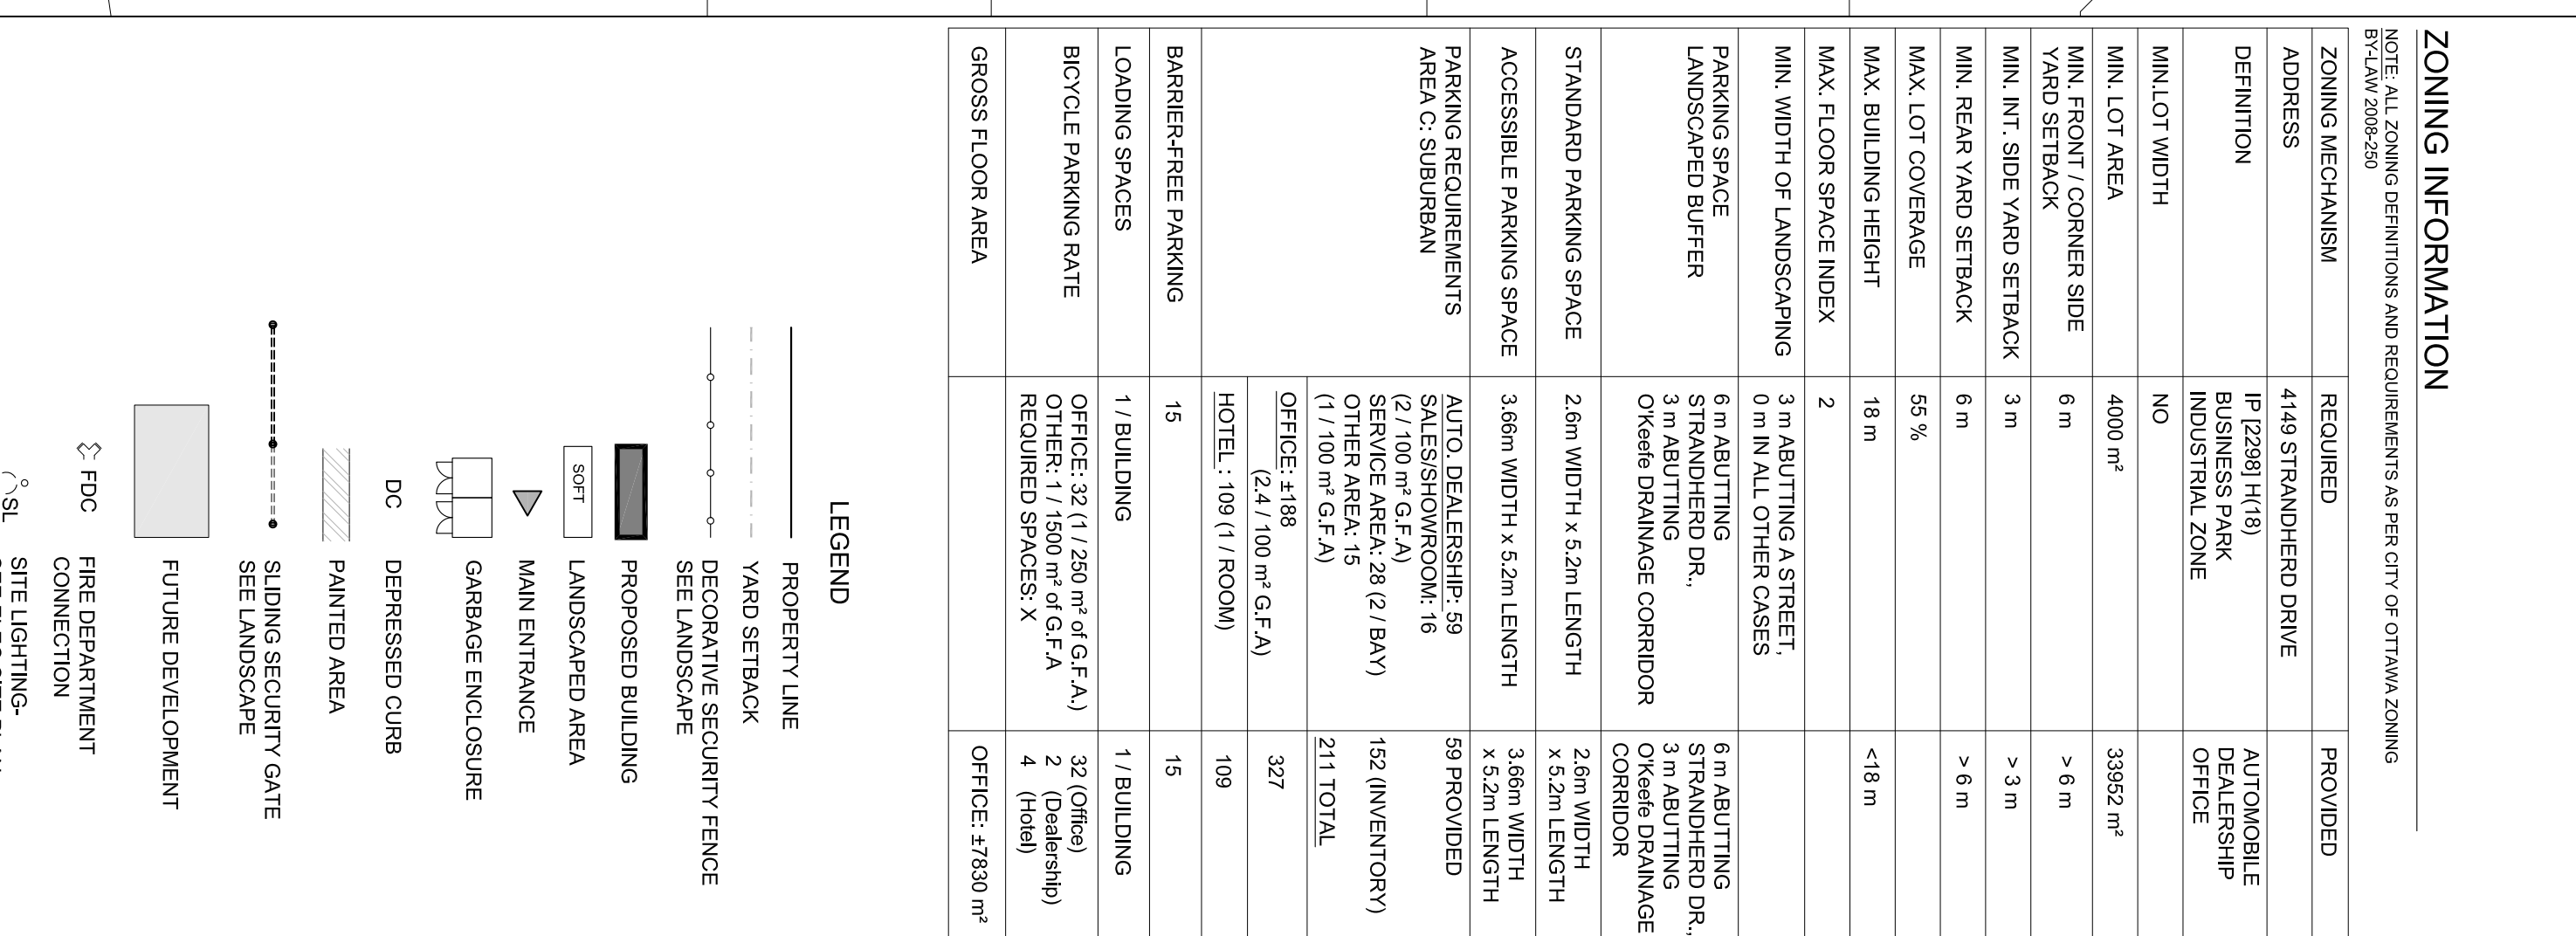 ZONING INFORMATION
NOTE: ALL ZONING DEFINITIONS AND REQUIREMENTS AS PER CITY OF OTTAWA ZONING
BY-LAW 2008-250
ZONING MECHANISM REQUIRED PROVIDED
ADDRESS 4149 STRANDHERD DRIVE
DEFINITION
IP [2298] H(18)
BUSINESS PARK
INDUSTRIAL ZONE
AUTOMOBILE
DEALERSHIP
OFFICE
MIN.LOT WIDTH NO
MIN. LOT AREA 4000 m² 33952 m²
MIN. FRONT / CORNER SIDE
YARD SETBACK
6 m > 6 m
MIN. INT. SIDE YARD SETBACK 3 m > 3 m
MIN. REAR YARD SETBACK 6 m > 6 m
MAX. LOT COVERAGE 55 %
MAX. BUILDING HEIGHT 18 m <18 m
MAX. FLOOR SPACE INDEX 2
MIN. WIDTH OF LANDSCAPING
3 m ABUTTING A STREET,
0 m IN ALL OTHER CASES
PARKING SPACE
LANDSCAPED BUFFER
6 m ABUTTING
STRANDHERD DR.,
3 m ABUTTING
O'Keefe DRAINAGE CORRIDOR
6 m ABUTTING
STRANDHERD DR.,
3 m ABUTTING
O'Keefe DRAINAGE
CORRIDOR
STANDARD PARKING SPACE 2.6m WIDTH x 5.2m LENGTH
2.6m WIDTH
x 5.2m LENGTH
ACCESSIBLE PARKING SPACE 3.66m WIDTH x 5.2m LENGTH
3.66m WIDTH
x 5.2m LENGTH
PARKING REQUIREMENTS
AREA C: SUBURBAN
AUTO. DEALERSHIP: 59
SALES/SHOWROOM: 16
(2 / 100 m² G.F.A)
SERVICE AREA: 28 (2 / BAY)
OTHER AREA: 15
(1 / 100 m² G.F.A)
59 PROVIDED
152 (INVENTORY)
211 TOTAL
OFFICE: ±188
(2.4 / 100 m² G.F.A)
327
HOTEL : 109 (1 / ROOM) 109
BARRIER-FREE PARKING 15 15
LOADING SPACES 1 / BUILDING 1 / BUILDING
BICYCLE PARKING RATE
OFFICE: 32 (1 / 250 m² of G.F.A.)
OTHER: 1 / 1500 m² of G.F.A
REQUIRED SPACES: X
32 (Office)
2 (Dealership)
4 (Hotel)
GROSS FLOOR AREA OFFICE: ±7830 m²
LEGEND
PROPERTY LINE
YARD SETBACK
DECORATIVE SECURITY FENCE
SEE LANDSCAPE
PROPOSED BUILDING
SOFT LANDSCAPED AREA
MAIN ENTRANCE
GARBAGE ENCLOSURE
DC DEPRESSED CURB
PAINTED AREA
SLIDING SECURITY GATE
SEE LANDSCAPE
FUTURE DEVELOPMENT
FDC FIRE DEPARTMENT
CONNECTION
SL SITE LIGHTING-